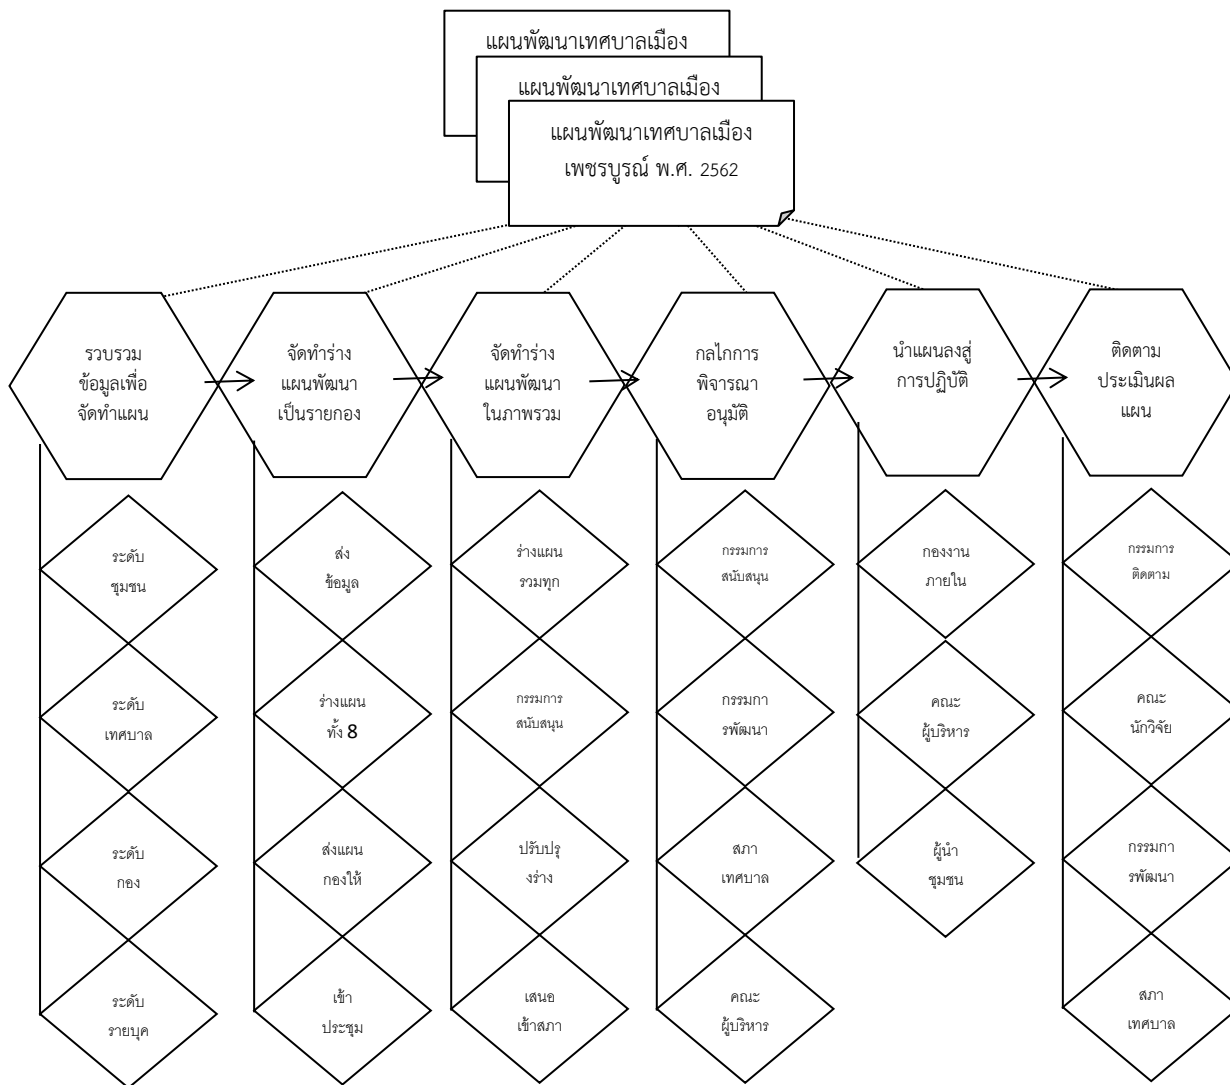 แผนพัฒนาเทศบาลเมือง
แผนพัฒนาเทศบาลเมือง
แผนพัฒนาเทศบาลเมือง
เพชรบูรณ์ พ.ศ. 2562
รวบรวม
ข้อมูลเพื่อ
จัดทำแผน
จัดทำร่าง
แผนพัฒนา
เป็นรายกอง
จัดทำร่าง
แผนพัฒนา
ในภาพรวม
กลไกการ
พิจารณา
อนุมัติ
นำแผนลงสู่
การปฏิบัติ
ติดตาม
ประเมินผล
แผน
ระดับ
ชุมชน
ระดับ
เทศบาล
ระดับ
กอง
ระดับ
รายบุค
ส่ง
ข้อมูล
ร่างแผน
ทั้ง 8
ส่งแผน
กองให้
เข้า
ประชุม
ร่างแผน
รวมทุก
กรรมการ
สนับสนุน
ปรับปรุ
งร่าง
เสนอ
เข้าสภา
กรรมการ
สนับสนุน
กรรมกา
รพัฒนา
สภา
เทศบาล
คณะ
ผู้บริหาร
กองงาน
ภายใน
คณะ
ผู้บริหาร
ผู้นำ
ชุมชน
กรรมการ
ติดตาม
คณะ
นักวิจัย
กรรมกา
รพัฒนา
สภา
เทศบาล